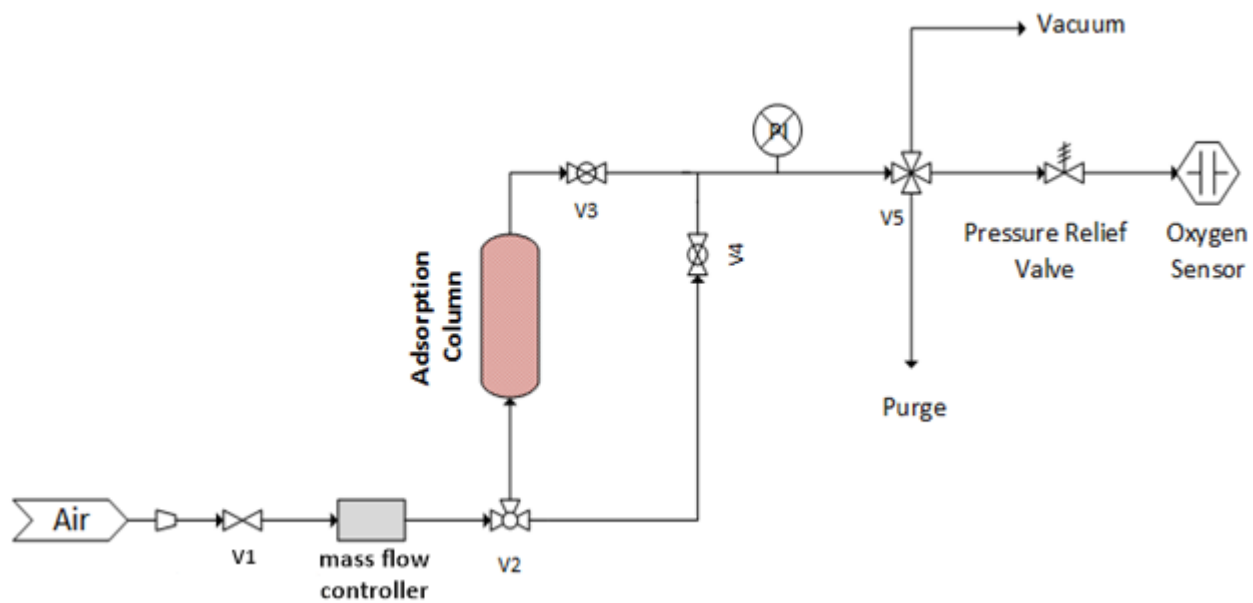 Vacuum
PI
V3
V5
V4
Pressure Relief
Valve
Oxygen
Sensor
Adsorption
Column
Purge
Air
V1
mass flow
controller
V2